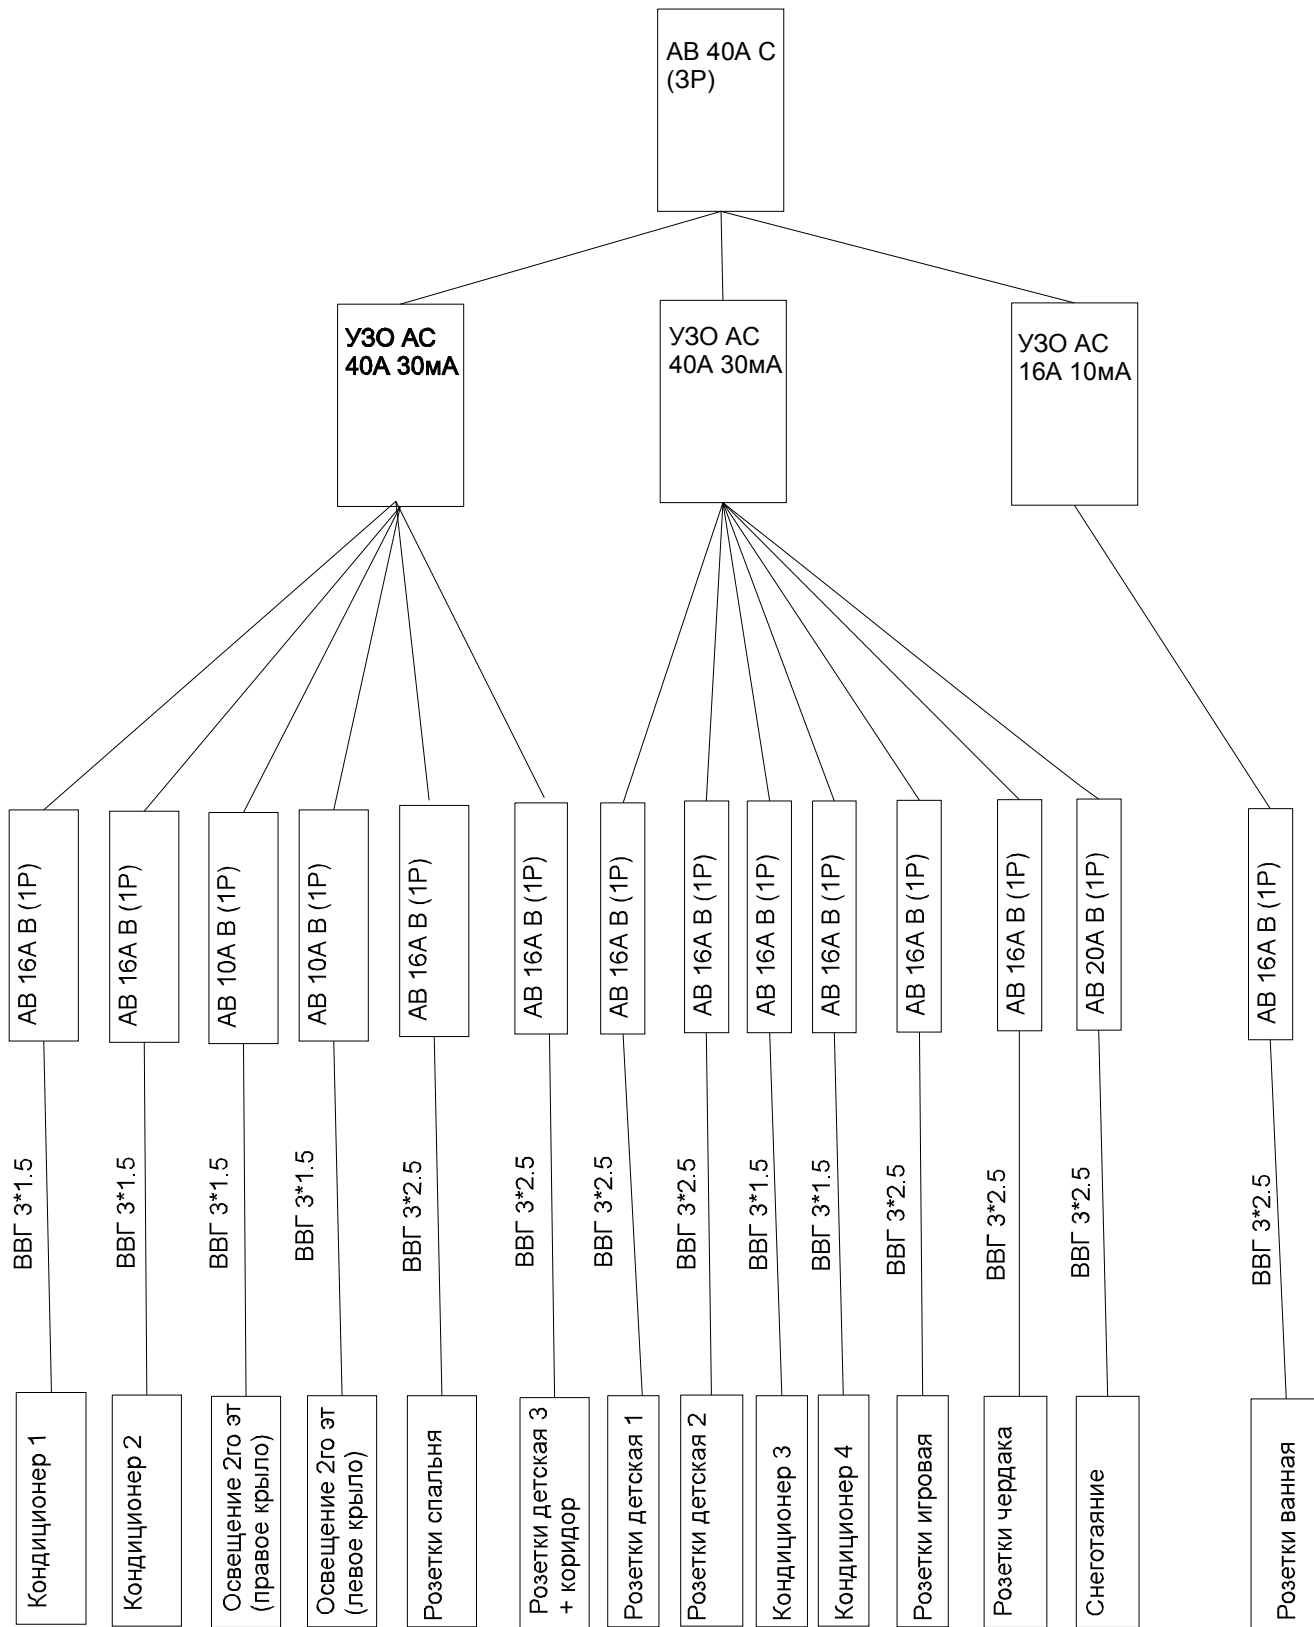 АВ 40А С
(3Р)
УЗО АС
40А 30мА
УЗО АС
40А 30мА
УЗО АС
16А 10мА
АВ 16А В (1Р)
АВ 16А В (1Р)
АВ 10А В (1Р)
АВ 10А В (1Р)
АВ 16А В (1Р)
АВ 16А В (1Р)
АВ 16А В (1Р)
АВ 16А В (1Р)
АВ 16А В (1Р)
АВ 16А В (1Р)
АВ 16А В (1Р)
АВ 16А В (1Р)
АВ 20А В (1Р)
АВ 16А В (1Р)
ВВГ 3*1.5
ВВГ 3*1.5
ВВГ 3*1.5
ВВГ 3*1.5
ВВГ 3*2.5
ВВГ 3*2.5
ВВГ 3*2.5
ВВГ 3*2.5
ВВГ 3*1.5
ВВГ 3*1.5
ВВГ 3*2.5
ВВГ 3*2.5
ВВГ 3*2.5
ВВГ 3*2.5
Кондиционер 1
Кондиционер 2
Освещение 2го эт
(правое крыло)
Освещение 2го эт
(левое крыло)
Розетки спальня
Розетки детская 3
+ коридор
Розетки детская 1
Розетки детская 2
Кондиционер 3
Кондиционер 4
Розетки игровая
Розетки чердака
Снеготаяние
Розетки ванная